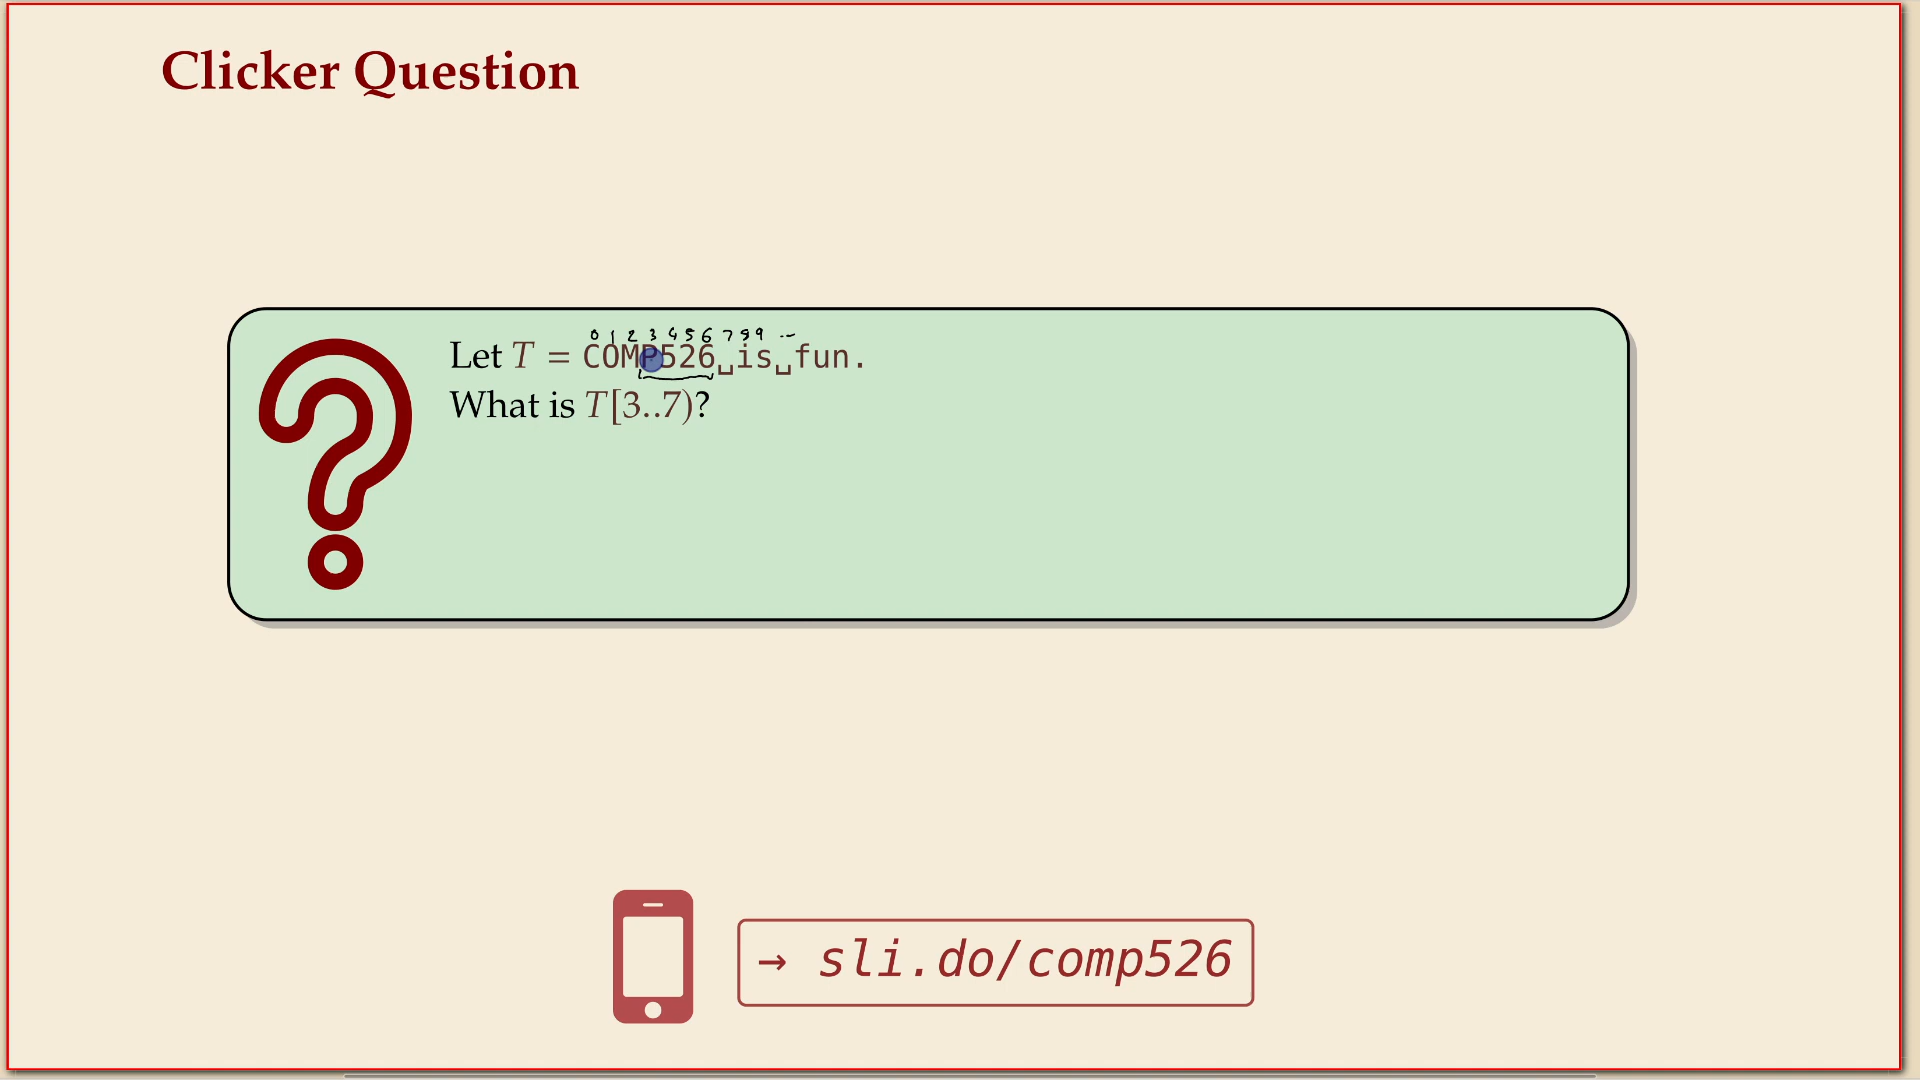 Clicker Question
0 1 2 3 4 5 6 7 8 9 ...
Let T = COMP526␣is␣fun.
What is T[3..7)?
→ sli.do/comp526